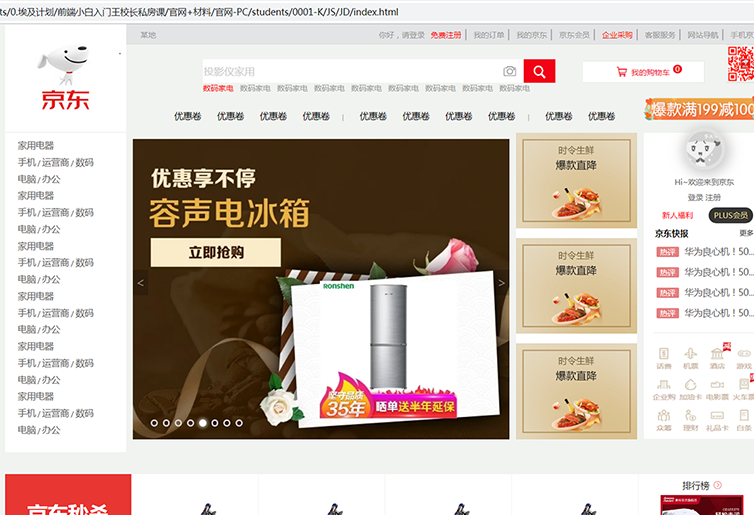 ts/0.埃及计划/前端小白入门王校长私房课/官网+材料/官网-PC/students/0001-K/JS/JD/index.html
某地
你好，请登录 免费注册 | 我的订单 | 我的京东 | 京东会员 | 企业采购 | 客服服务 | 网站导航 | 手机京
京东
投影仪家用
我的购物车 0
数码家电 数码家电 数码家电 数码家电 数码家电 数码家电 数码家电 数码家电 数码家电
优惠卷 优惠卷 优惠卷 优惠卷 | 优惠卷 优惠卷 优惠卷 优惠卷 | 优惠卷 优惠卷
爆款满199减100
家用电器
手机 / 运营商 / 数码
电脑 / 办公
家用电器
手机 / 运营商 / 数码
电脑 / 办公
家用电器
手机 / 运营商 / 数码
电脑 / 办公
家用电器
手机 / 运营商 / 数码
电脑 / 办公
家用电器
手机 / 运营商 / 数码
电脑 / 办公
家用电器
手机 / 运营商 / 数码
电脑 / 办公
优惠享不停
容声电冰箱
立即抢购
<
>
Ronshen
坚守品质
35年
晒单送半年延保
时令生鲜
爆款直降
时令生鲜
爆款直降
时令生鲜
爆款直降
Hi~欢迎来到京东
登录 注册
新人福利 PLUS会员
京东快报 更多
热评 华为良心机！50...
热评 华为良心机！50...
热评 华为良心机！50...
热评 华为良心机！50...
话费 机票 酒店 游戏
企业购 加油卡 电影票 火车票
众筹 理财 礼品卡 白条
京东秒杀
排行榜